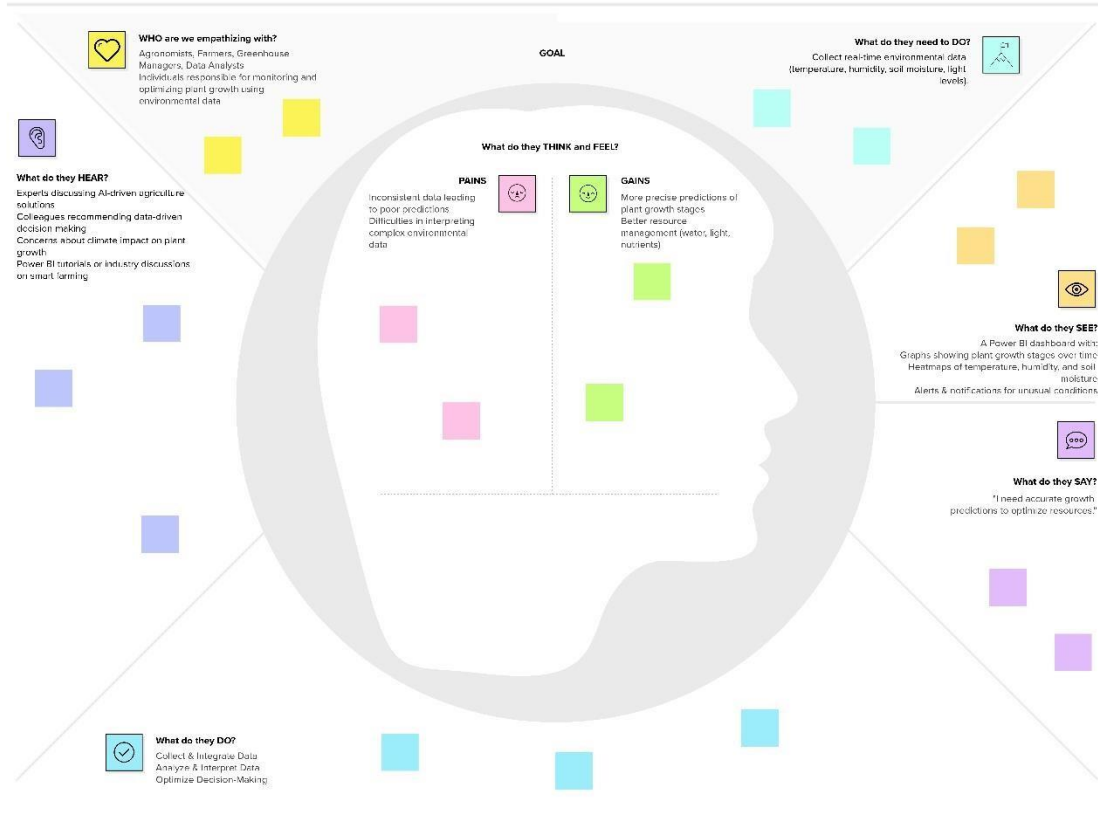 WHO are we empathizing with?
Agronomists, Farmers, Greenhouse
Managers, Data Analysts
Individuals responsible for monitoring and
optimizing plant growth using
environmental data
GOAL
What do they need to DO?
Collect real-time environmental data
(temperature, humidity, soil moisture, light
levels)
What do they HEAR?
Experts discussing AI-driven agriculture
solutions
Colleagues recommending data-driven
decision making
Concerns about climate impact on plant
growth
Power BI tutorials or industry discussions
on smart farming
What do they THINK and FEEL?
PAINS
Inconsistent data leading
to poor predictions
Difficulties in interpreting
complex environmental
data
GAINS
More precise predictions of
plant growth stages
Better resource
management (water, light,
nutrients)
What do they SEE?
A Power BI dashboard with:
Graphs showing plant growth stages over time
Heatmaps of temperature, humidity, and soil
moisture
Alerts & notifications for unusual conditions
What do they SAY?
"I need accurate growth
predictions to optimize resources."
What do they DO?
Collect & Integrate Data
Analyze & Interpret Data
Optimize Decision-Making